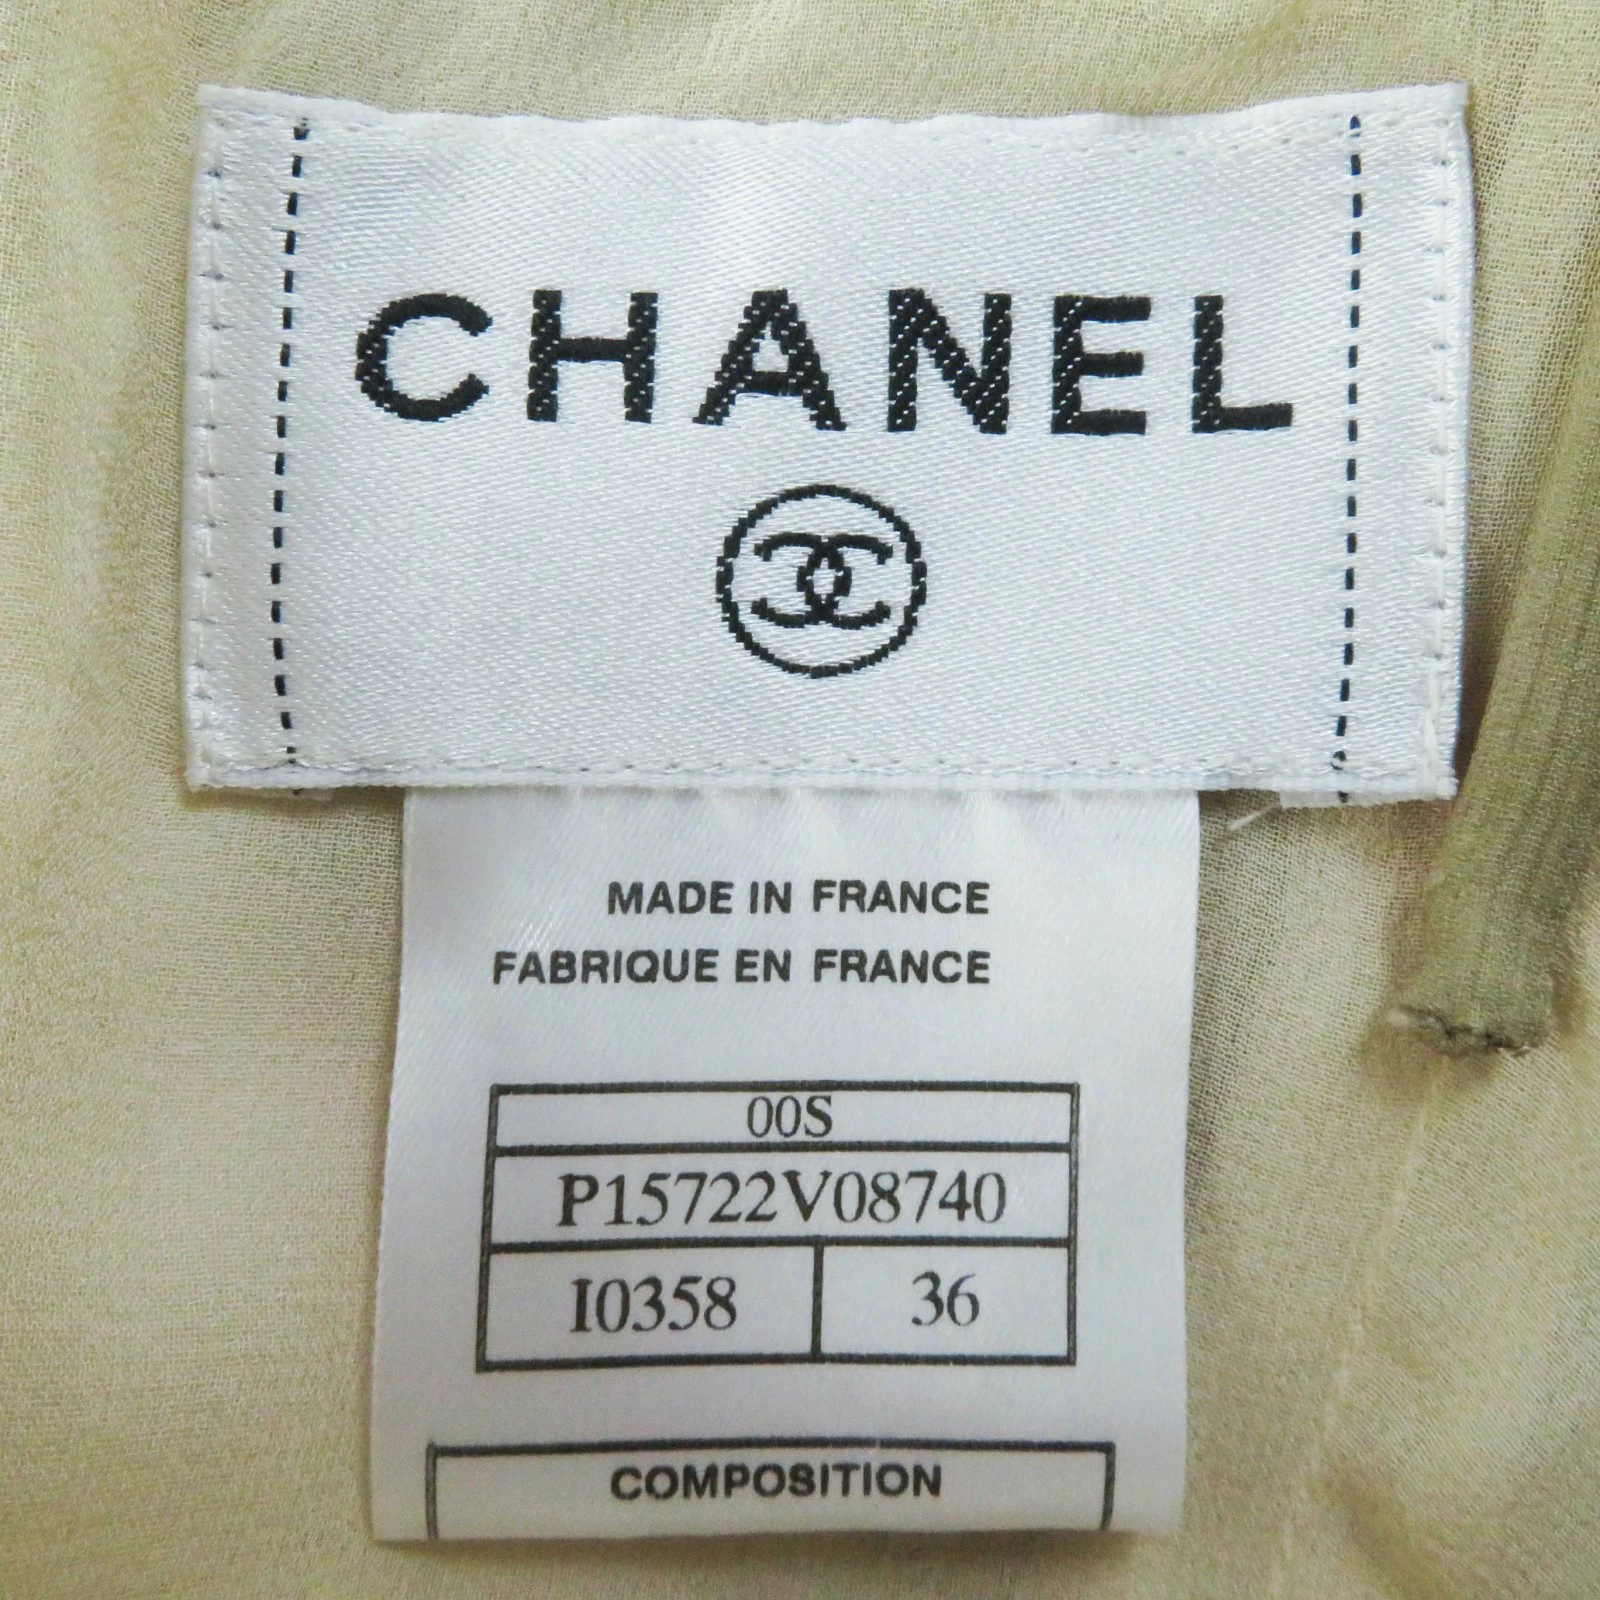 CHANEL
MADE IN FRANCE
FABRIQUE EN FRANCE
00S
P15722V08740
I0358 36
COMPOSITION